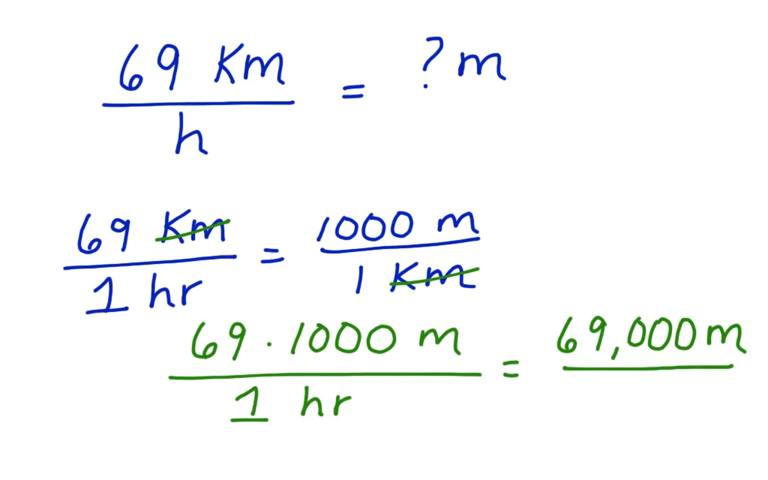 69 Km / h = ? m
69 Km / 1 hr = 1000 m / 1 Km
69 · 1000 m / 1 hr = 69,000 m